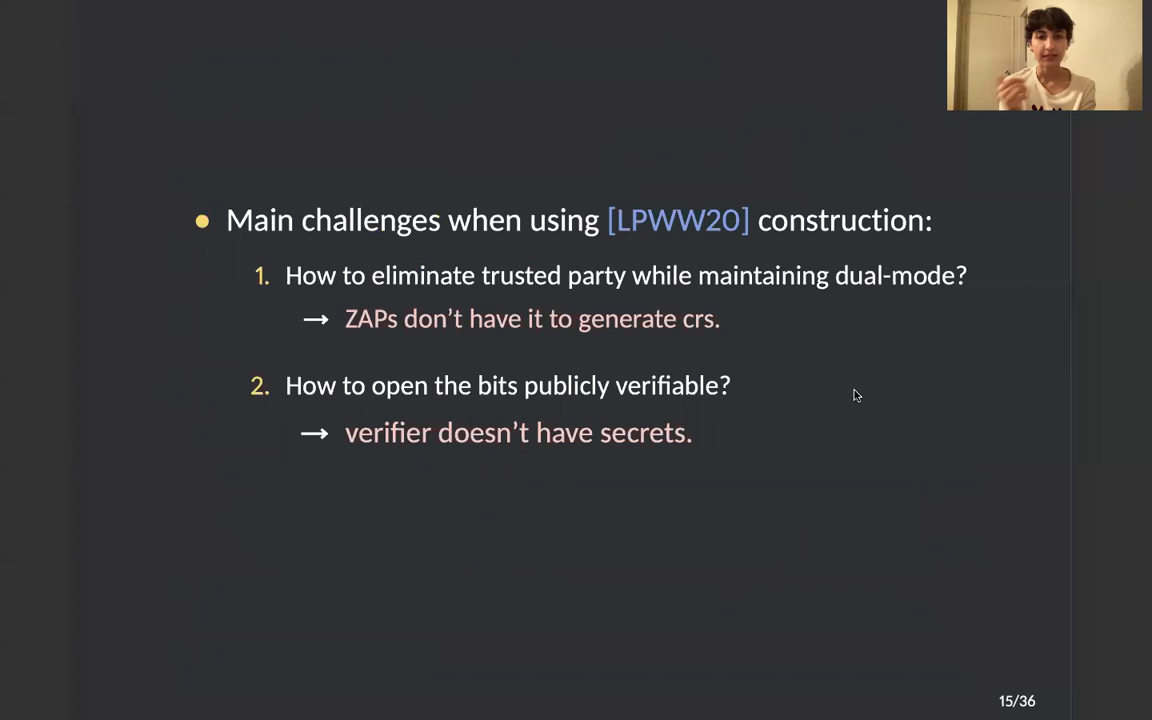 ● Main challenges when using [LPWW20] construction:
1. How to eliminate trusted party while maintaining dual-mode?
→ ZAPs don't have it to generate crs.
2. How to open the bits publicly verifiable?
→ verifier doesn't have secrets.
15/36